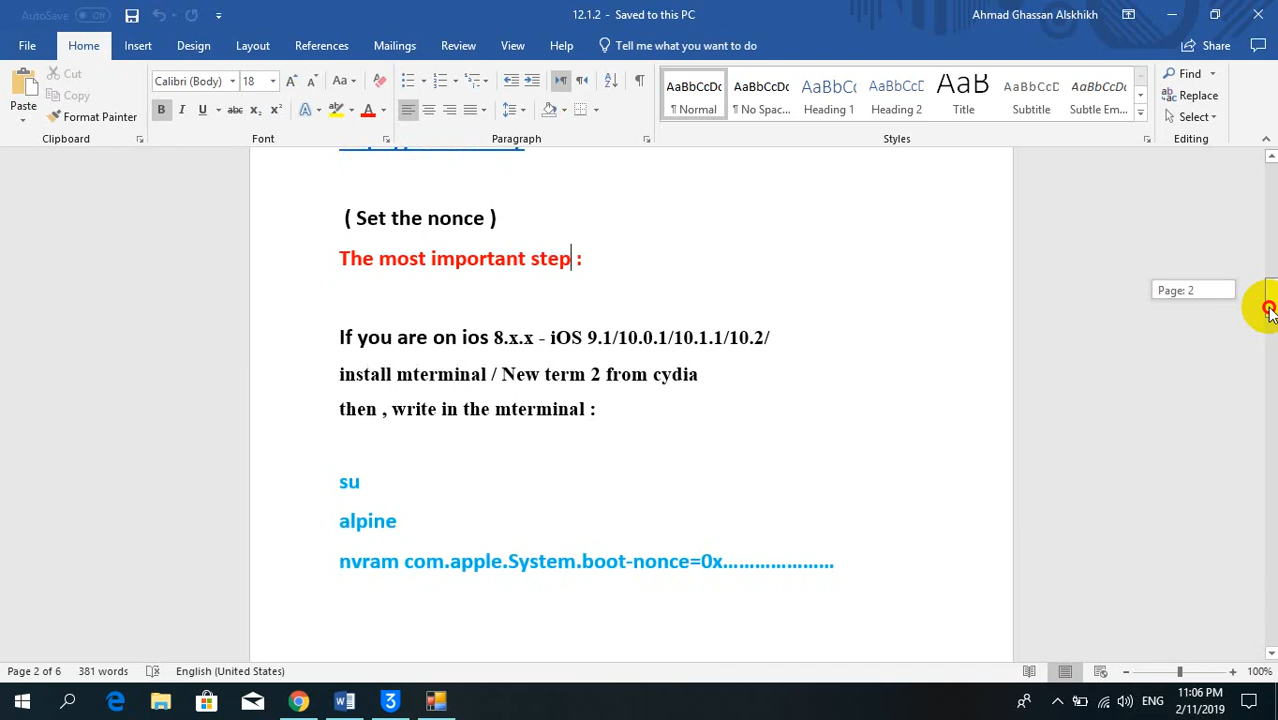 AutoSave Off
12.1.2 - Saved to this PC
Ahmad Ghassan Alskhikh
File Home Insert Design Layout References Mailings Review View Help Tell me what you want to do Share
Paste
Cut
Copy
Format Painter
Clipboard
Calibri (Body) 18
Font
Paragraph
AaBbCcDc
¶ Normal
AaBbCcDc
¶ No Spac...
AaBbCc
Heading 1
AaBbCcD
Heading 2
AaB
Title
AaBbCcD
Subtitle
AaBbCcDc
Subtle Em...
Styles
Find
Replace
Select
Editing
( Set the nonce )
The most important step :
Page: 2
If you are on ios 8.x.x - iOS 9.1/10.0.1/10.1.1/10.2/
install mterminal / New term 2 from cydia
then , write in the mterminal :
su
alpine
nvram com.apple.System.boot-nonce=0x.....................
Page 2 of 6 381 words English (United States) 100%
ENG
11:06 PM
2/11/2019